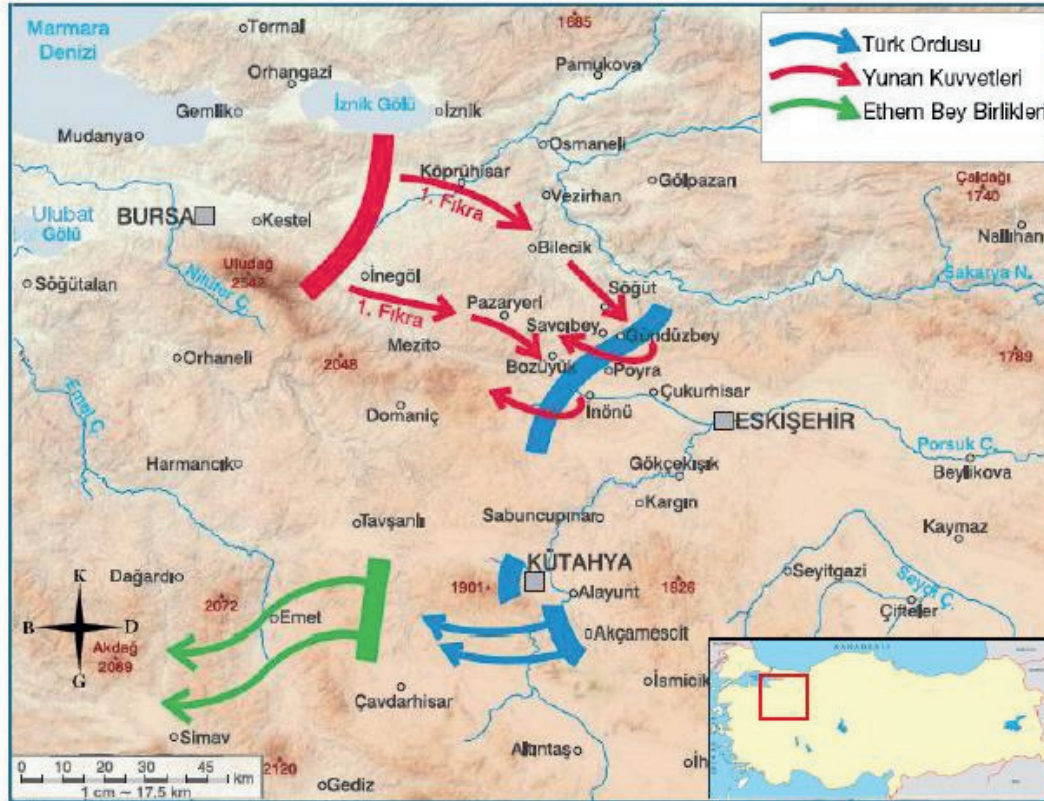 Marmara
Denizi
Termal
Orhangazi
Gemlik
İznik Gölü
İznik
Mudanya
1685
Pamukova
Osmaneli
Türk Ordusu
Yunan Kuvvetleri
Ethem Bey Birlikleri
Köprühisar
1. Fıkra
Vezirhan
Gölpazarı
Çaldağı
1740
Nallıhan
Ulubat
Gölü
BURSA
Kestel
Bilecik
Uludağ
2542
Söğütalan
Nilüfer Ç.
İnegöl
1. Fıkra
Pazaryeri
Söğüt
Sakarya N.
Savcıbey
Gündüzbey
Mezit
Orhaneli
2048
Bozüyük
Poyra
1789
Emet Ç.
Domaniç
İnönü
Çukurhisar
ESKİŞEHİR
Porsuk Ç.
Beylikova
Harmancık
Gökçekışık
Kargın
Tavşanlı
Sabuncupınar
Kaymaz
KÜTAHYA
1901
Alayunt
1826
Seyitgazi
Çifteler
K
B
D
G
Dağardı
2072
Emet
Akdağ
2089
Akçamescit
İsmicik
Çavdarhisar
Simav
Altıntaş
İh
2120
Gediz
0 10 20 30 45 km
1 cm ~ 17.5 km